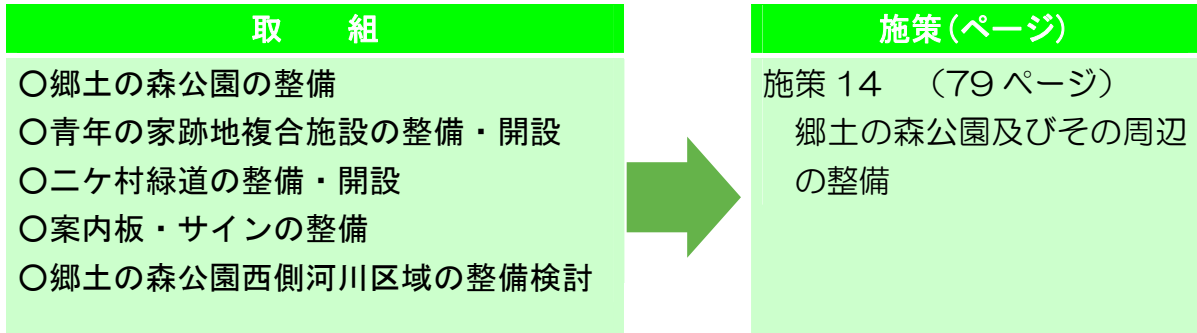 取　組
〇郷土の森公園の整備
〇青年の家跡地複合施設の整備・開設
〇二ケ村緑道の整備・開設
〇案内板・サインの整備
〇郷土の森公園西側河川区域の整備検討
施策（ページ）
施策 14　（79 ページ）
郷土の森公園及びその周辺
の整備